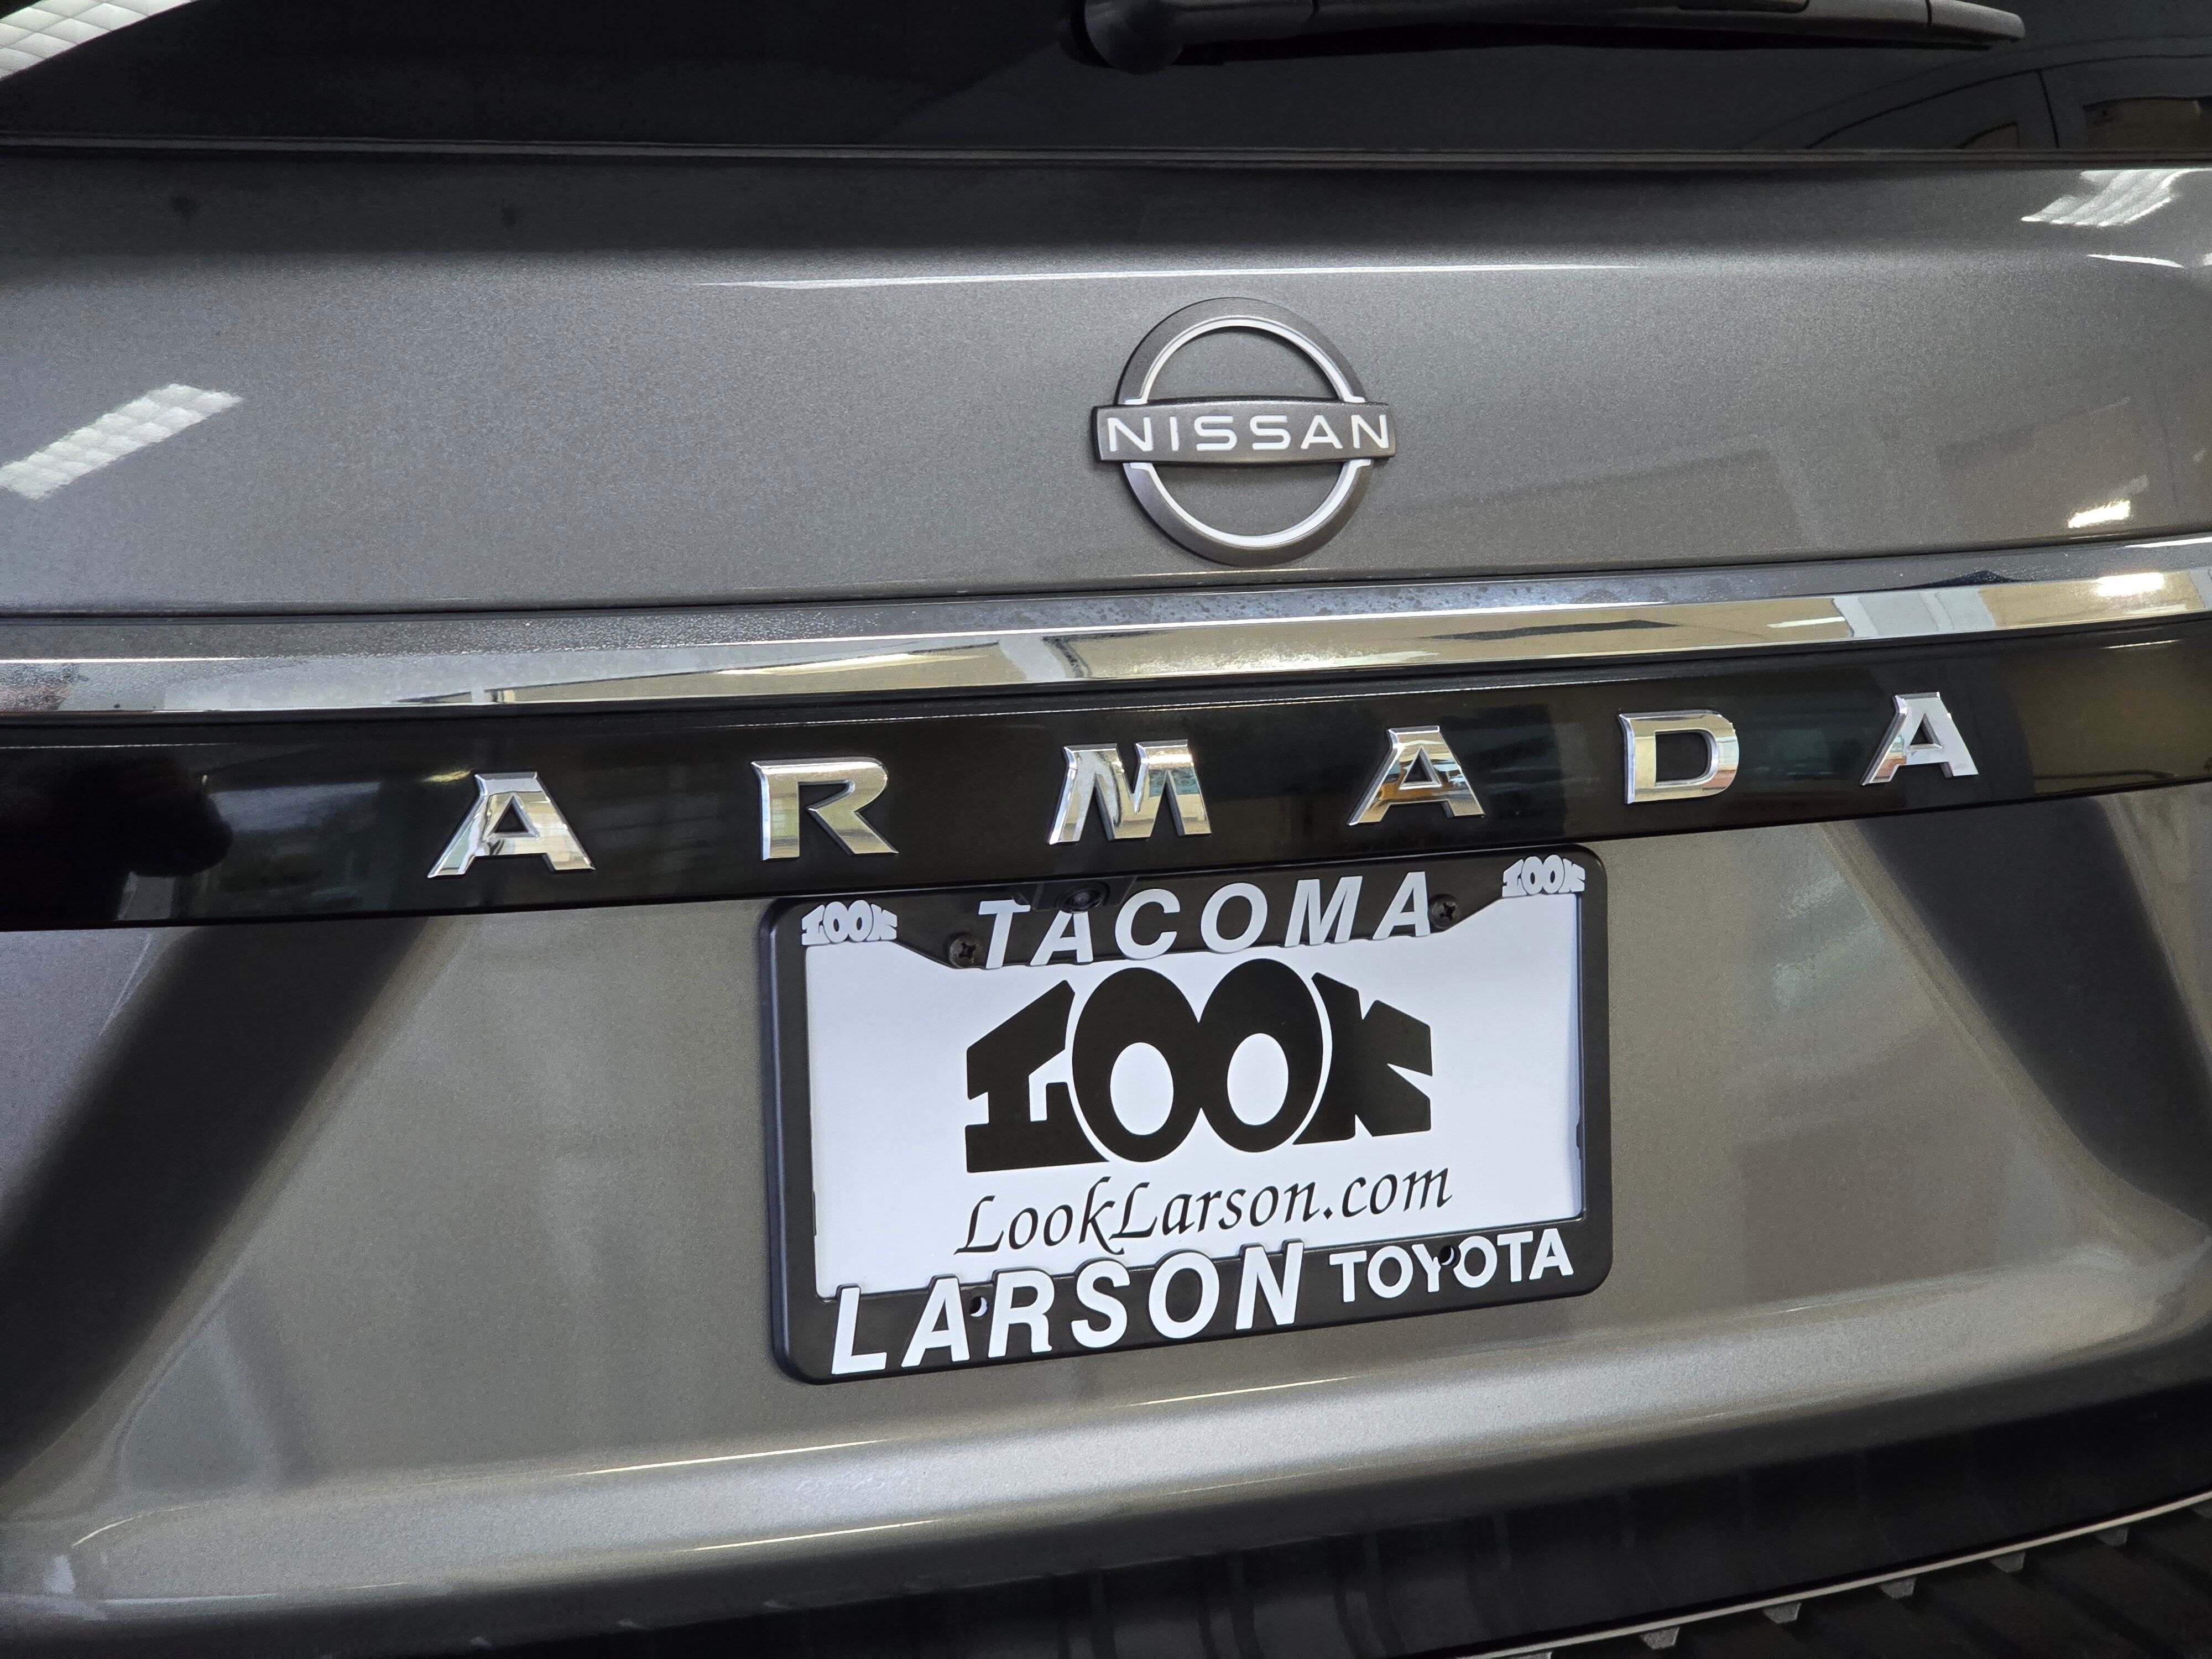 NISSAN
ARMADA
LOOK TACOMA LOOK
LOOK
LookLarson.com
LARSON TOYOTA